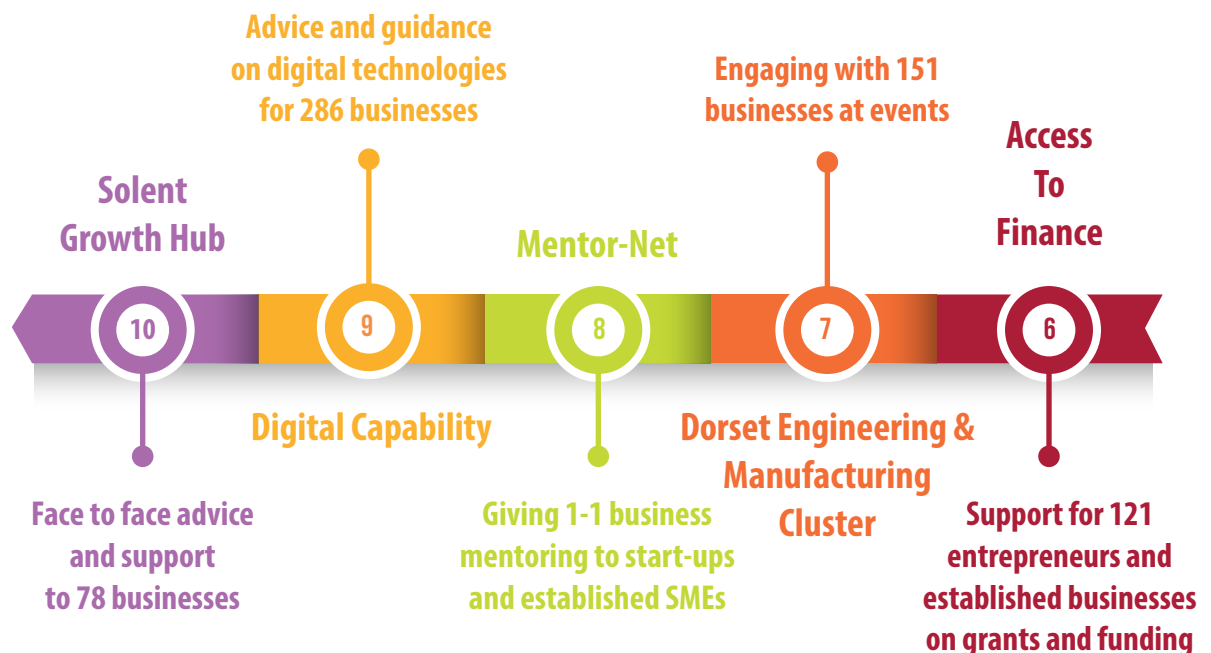 Solent
Growth Hub
10
Face to face advice
and support
to 78 businesses
Advice and guidance
on digital technologies
for 286 businesses
9
Digital Capability
Mentor-Net
8
Giving 1-1 business
mentoring to start-ups
and established SMEs
Engaging with 151
businesses at events
7
Dorset Engineering &
Manufacturing
Cluster
Access
To
Finance
6
Support for 121
entrepreneurs and
established businesses
on grants and funding